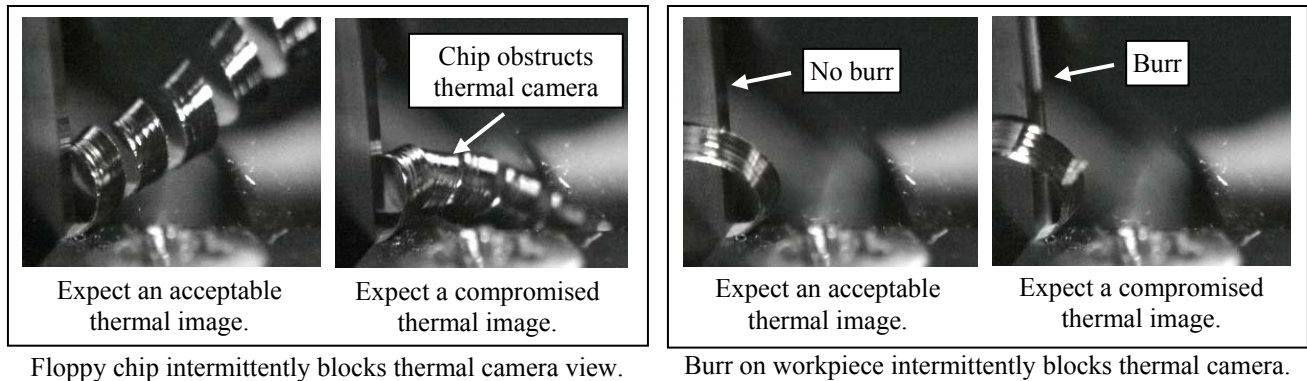 Chip obstructs
thermal camera
Expect an acceptable
thermal image.
Expect a compromised
thermal image.
Floppy chip intermittently blocks thermal camera view.
No burr
Burr
Expect an acceptable
thermal image.
Expect a compromised
thermal image.
Burr on workpiece intermittently blocks thermal camera.